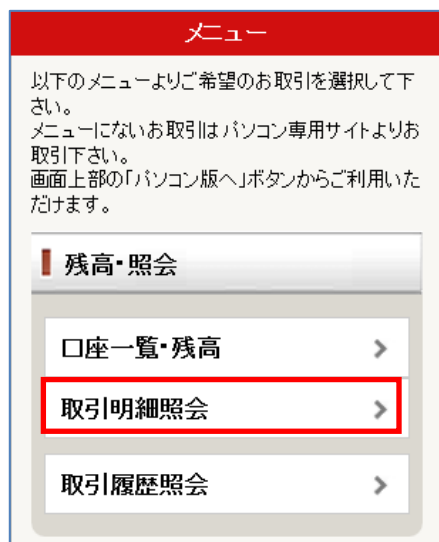 メニュー
以下のメニューよりご希望のお取引を選択して下
さい。
メニューにないお取引はパソコン専用サイトよりお
取引下さい。
画面上部の「パソコン版へ」ボタンからご利用いた
だけます。
残高・照会
口座一覧・残高
取引明細照会
取引履歴照会